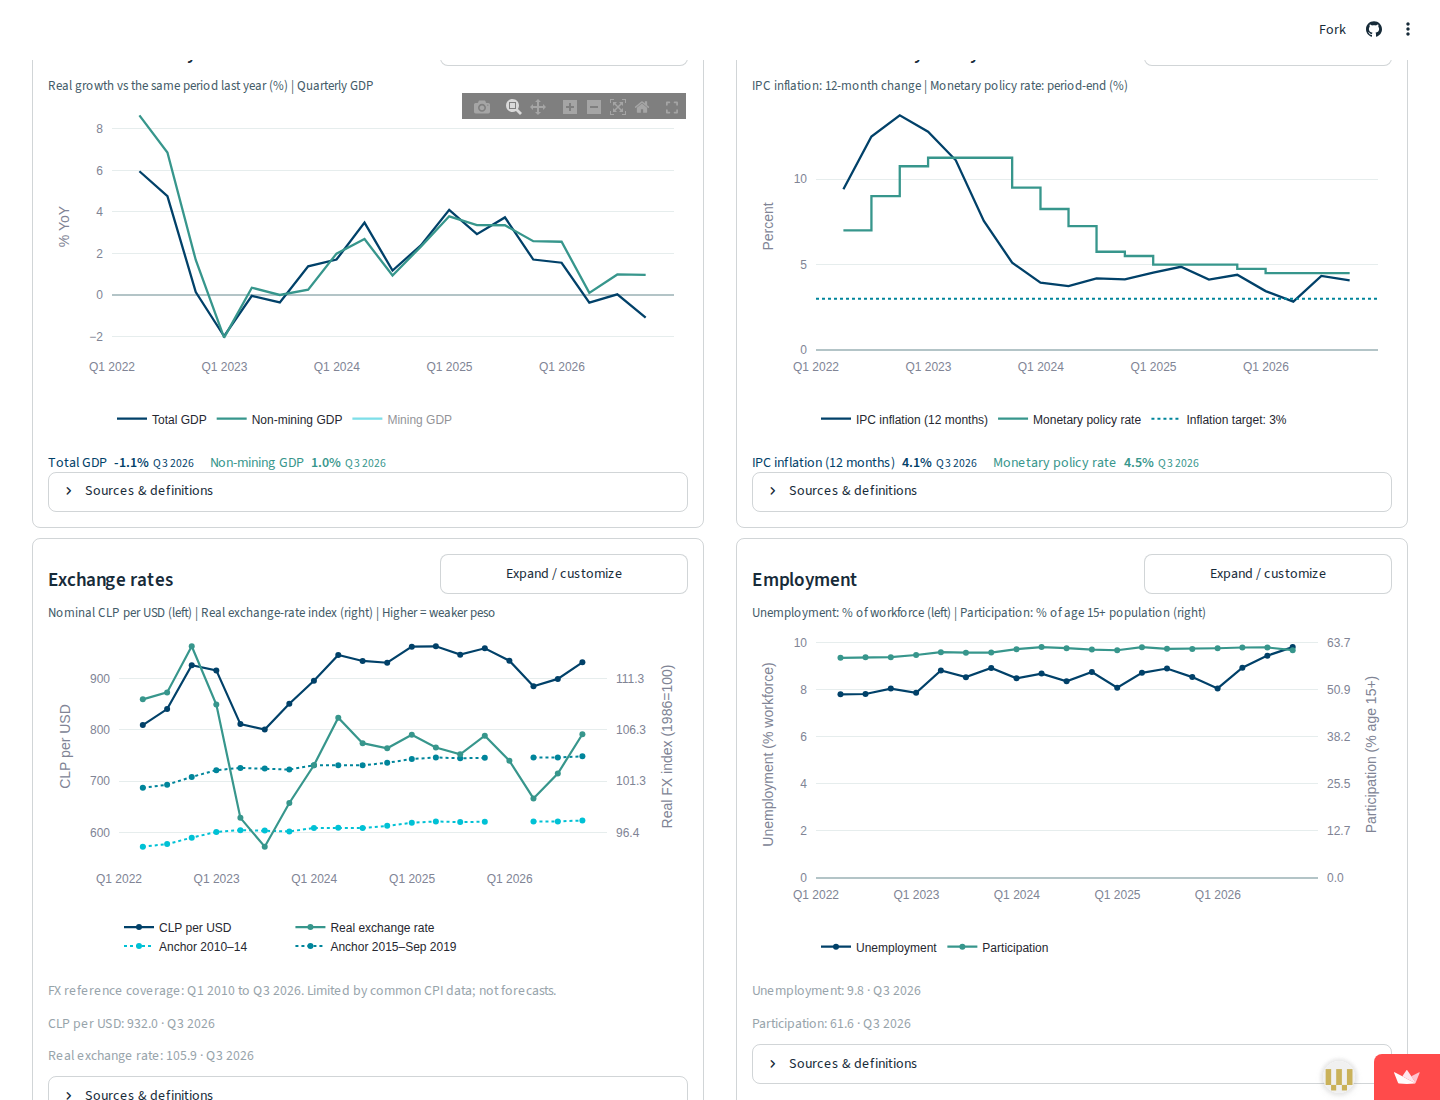 Fork
Real growth vs the same period last year (%) | Quarterly GDP
8
6
4
2
0
−2
% YoY
Q1 2022
Q1 2023
Q1 2024
Q1 2025
Q1 2026
Total GDP
Non-mining GDP
Mining GDP
Total GDP -1.1% Q3 2026 Non-mining GDP 1.0% Q3 2026
Sources & definitions
IPC inflation: 12-month change | Monetary policy rate: period-end (%)
10
5
0
Percent
Q1 2022
Q1 2023
Q1 2024
Q1 2025
Q1 2026
IPC inflation (12 months)
Monetary policy rate
Inflation target: 3%
IPC inflation (12 months) 4.1% Q3 2026 Monetary policy rate 4.5% Q3 2026
Sources & definitions
Exchange rates
Expand / customize
Nominal CLP per USD (left) | Real exchange-rate index (right) | Higher = weaker peso
900
800
700
600
CLP per USD
111.3
106.3
101.3
96.4
Real FX index (1986=100)
Q1 2022
Q1 2023
Q1 2024
Q1 2025
Q1 2026
CLP per USD
Real exchange rate
Anchor 2010–14
Anchor 2015–Sep 2019
FX reference coverage: Q1 2010 to Q3 2026. Limited by common CPI data; not forecasts.
CLP per USD: 932.0 · Q3 2026
Real exchange rate: 105.9 · Q3 2026
Sources & definitions
Employment
Expand / customize
Unemployment: % of workforce (left) | Participation: % of age 15+ population (right)
10
8
6
4
2
0
Unemployment (% workforce)
63.7
50.9
38.2
25.5
12.7
0.0
Participation (% age 15+)
Q1 2022
Q1 2023
Q1 2024
Q1 2025
Q1 2026
Unemployment
Participation
Unemployment: 9.8 · Q3 2026
Participation: 61.6 · Q3 2026
Sources & definitions